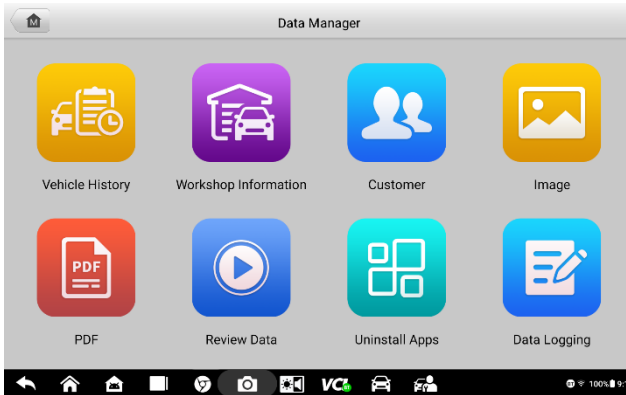 M
Data Manager
Vehicle History
Workshop Information
Customer
Image
PDF
PDF
Review Data
Uninstall Apps
Data Logging
VCI
100%